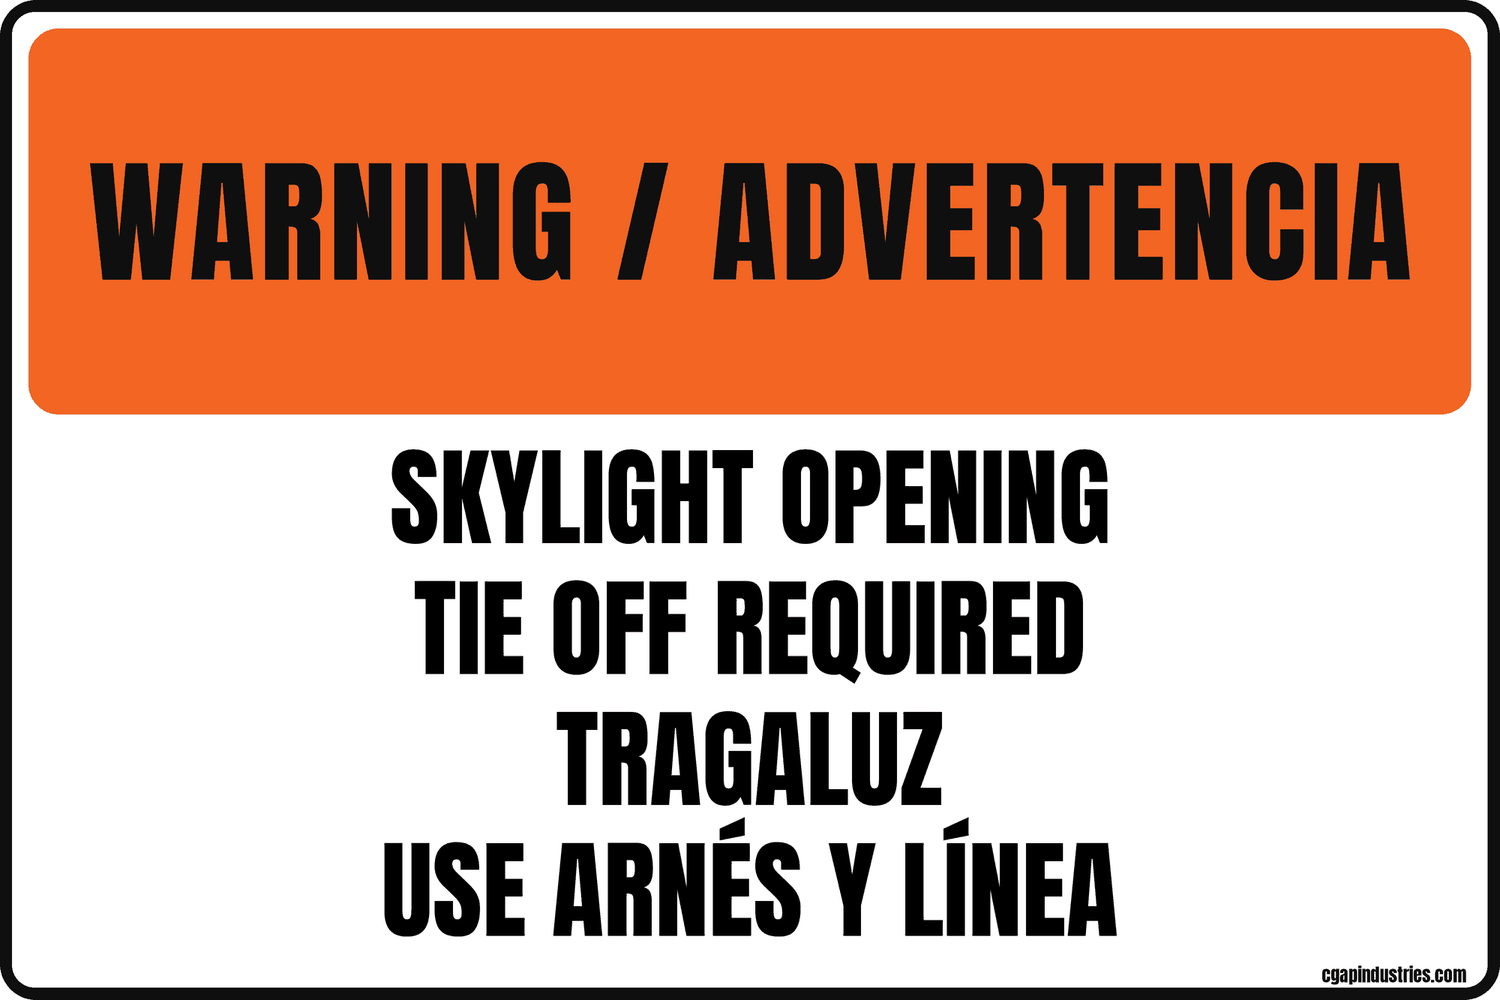 WARNING / ADVERTENCIA
SKYLIGHT OPENING
TIE OFF REQUIRED
TRAGALUZ
USE ARNÉS Y LÍNEA
cgapindustries.com